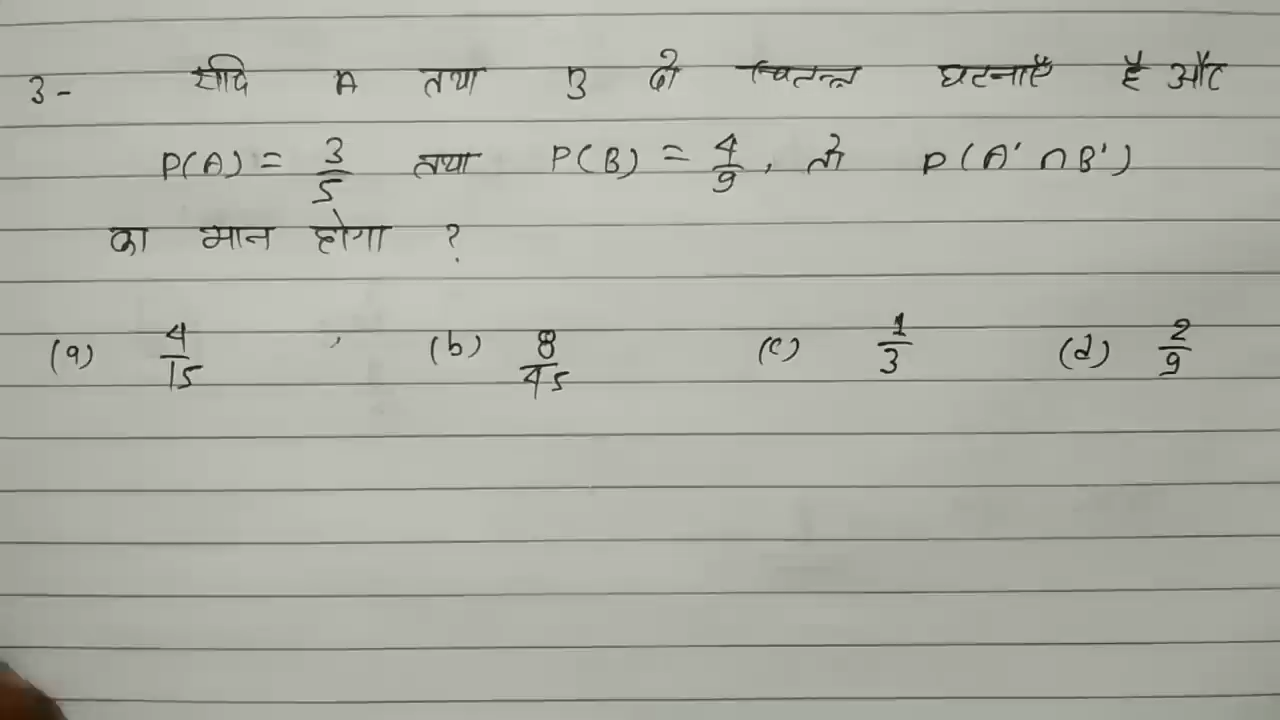 3- यदि A तथा B दो स्वतन्त्र घटनाएँ है और
P(A) = 3/5 तथा P(B) = 4/9, तो P(A' ∩ B')
का मान होगा ?
(a) 4/15 (b) 8/45 (c) 1/3 (d) 2/9